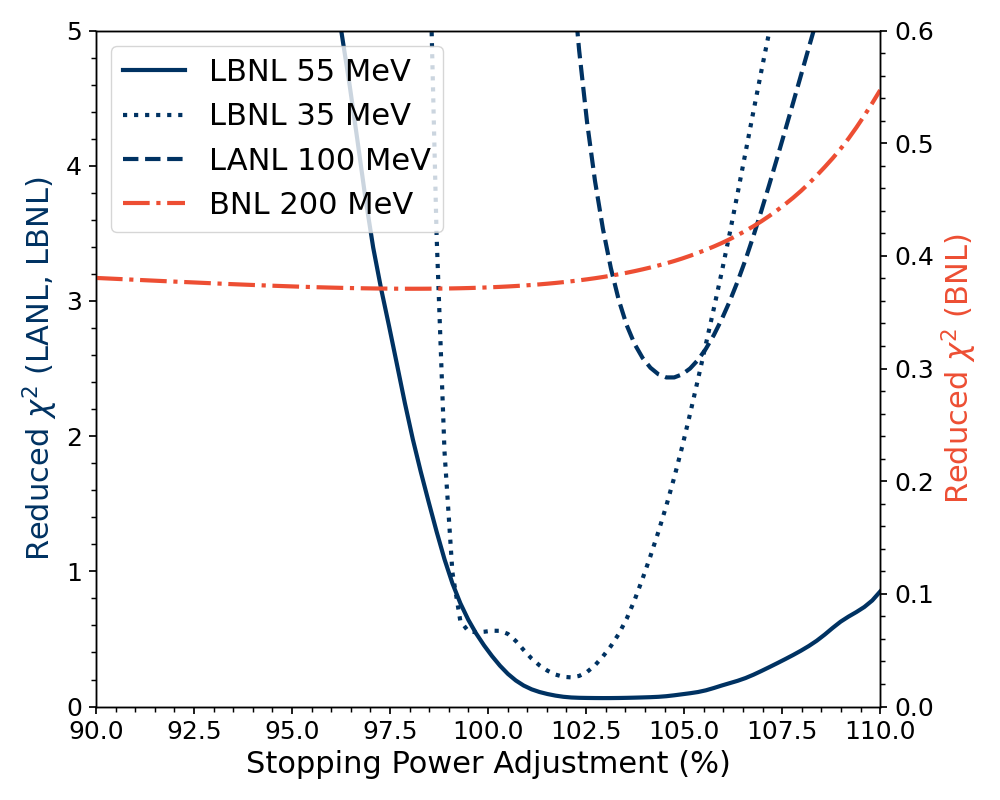 LBNL 55 MeV
LBNL 35 MeV
LANL 100 MeV
BNL 200 MeV
Reduced χ² (LANL, LBNL)
5
4
3
2
1
0
0.6
0.5
0.4
0.3
0.2
0.1
0.0
Reduced χ² (BNL)
90.0 92.5 95.0 97.5 100.0 102.5 105.0 107.5 110.0
Stopping Power Adjustment (%)